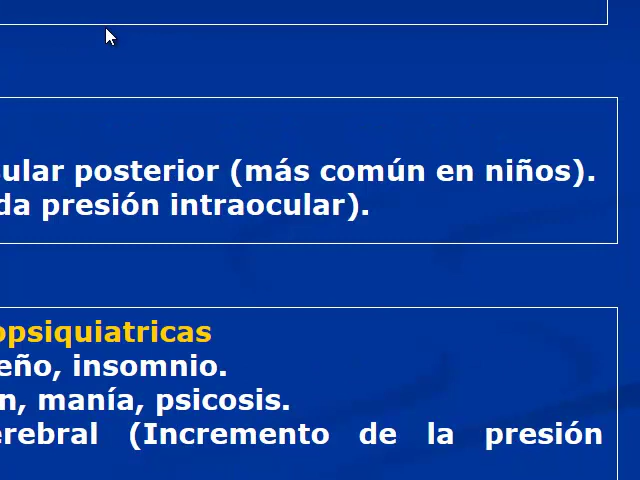 ular posterior (más común en niños).
da presión intraocular).
opsiquiatricas
eño, insomnio.
n, manía, psicosis.
erebral (Incremento de la presión